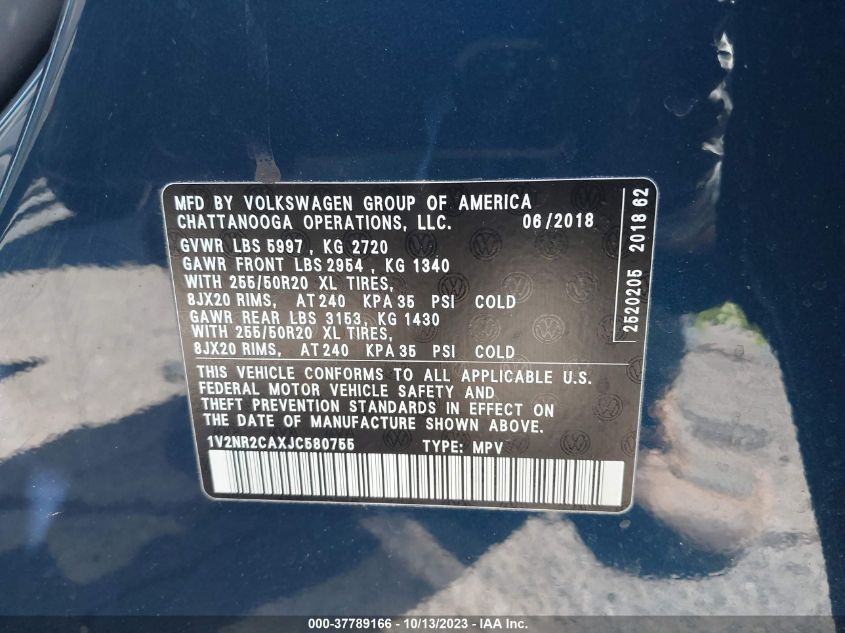 MFD BY VOLKSWAGEN GROUP OF AMERICA
CHATTANOOGA OPERATIONS, LLC. 06/2018
GVWR LBS 5997, KG 2720
GAWR FRONT LBS 2954, KG 1340
WITH 255/50R20 XL TIRES,
8JX20 RIMS, AT 240 KPA 35 PSI COLD
GAWR REAR LBS 3153, KG 1430
WITH 255/50R20 XL TIRES,
8JX20 RIMS, AT 240 KPA 35 PSI COLD
THIS VEHICLE CONFORMS TO ALL APPLICABLE U.S.
FEDERAL MOTOR VEHICLE SAFETY AND
THEFT PREVENTION STANDARDS IN EFFECT ON
THE DATE OF MANUFACTURE SHOWN ABOVE.
1V2NR2CAXJC580755 TYPE: MPV
2520205 2018 62
000-37789166 - 10/13/2023 - IAA Inc.